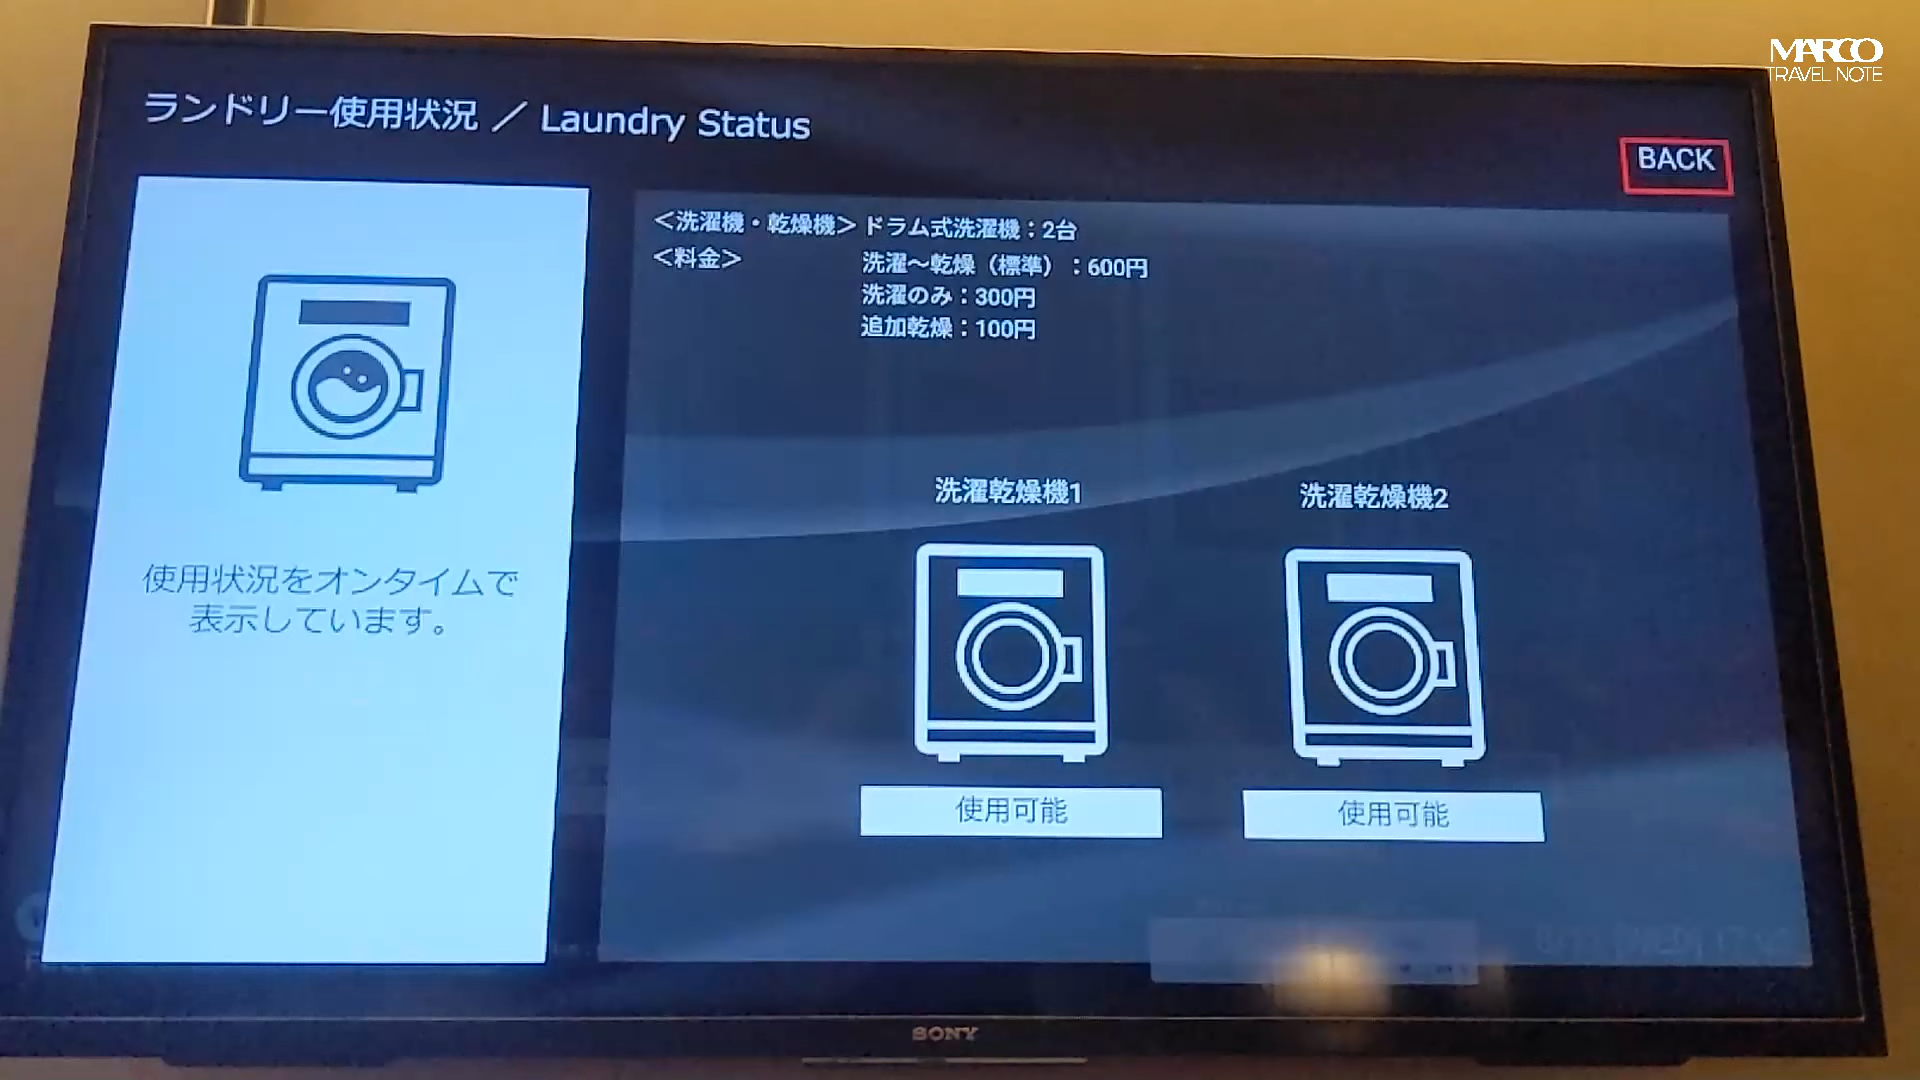 MARCO
TRAVEL NOTE
ランドリー使用状況 / Laundry Status
BACK
<洗濯機・乾燥機> ドラム式洗濯機：2台
<料金>
洗濯～乾燥（標準）：600円
洗濯のみ：300円
追加乾燥：100円
使用状況をオンタイムで
表示しています。
洗濯乾燥機1
洗濯乾燥機2
使用可能
使用可能
SONY